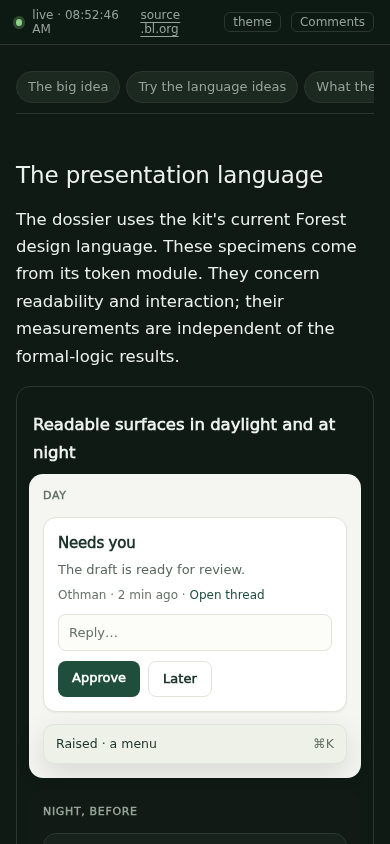 live · 08:52:46 AM
source.bl.org
theme
Comments
The big idea
Try the language ideas
What the
The presentation language
The dossier uses the kit's current Forest
design language. These specimens come
from its token module. They concern
readability and interaction; their
measurements are independent of the
formal-logic results.
Readable surfaces in daylight and at
night
DAY
Needs you
The draft is ready for review.
Othman · 2 min ago · Open thread
Reply…
Approve
Later
Raised · a menu
⌘K
NIGHT, BEFORE